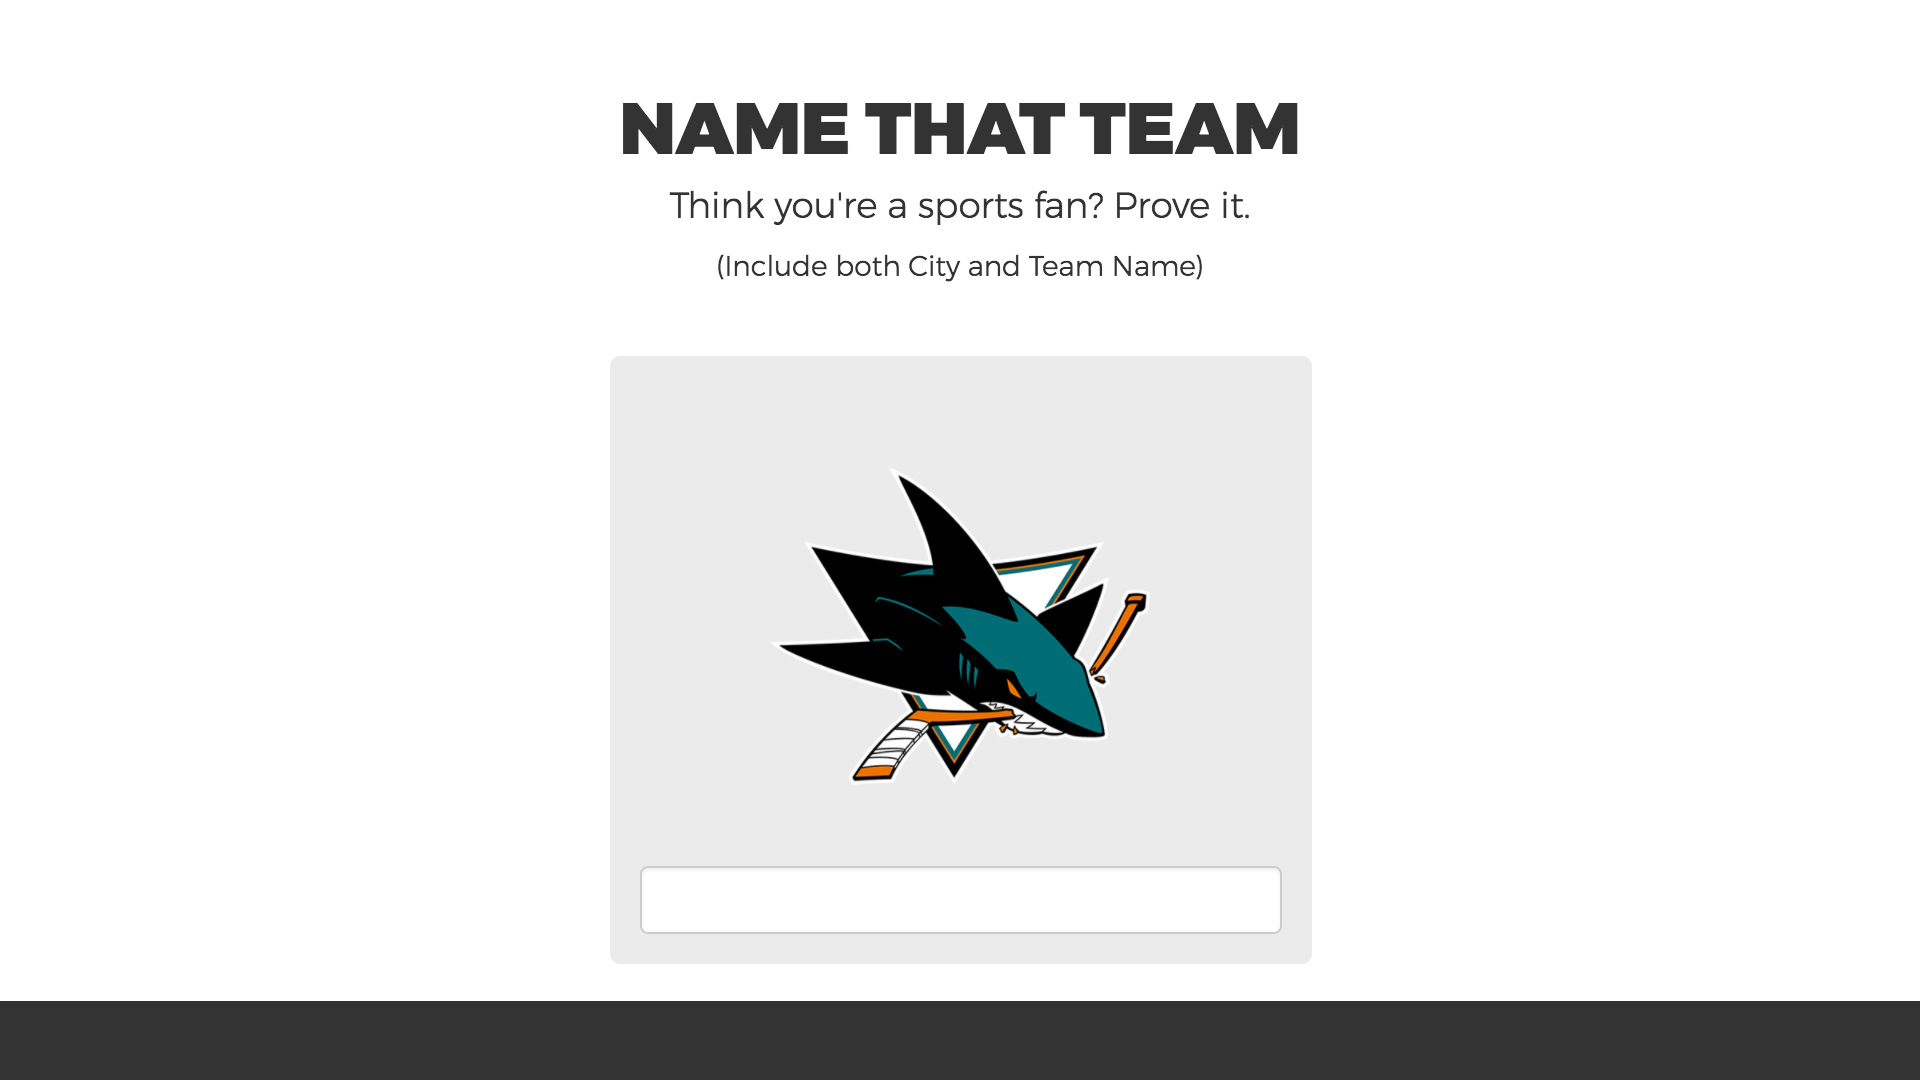 NAME THAT TEAM
Think you're a sports fan? Prove it.
(Include both City and Team Name)